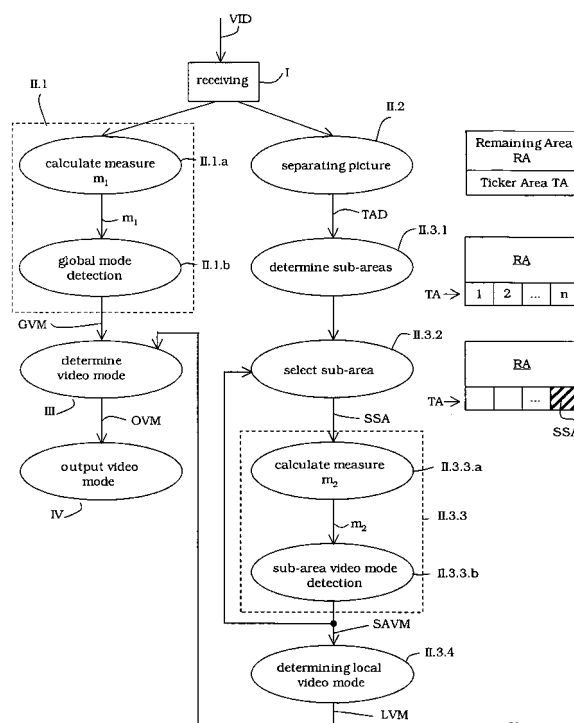 VID
receiving
I
II.1
II.2
calculate measure
m1
II.1.a
separating picture
Remaining Area
RA
Ticker Area TA
m1
TAD
global mode
detection
II.1.b
II.3.1
determine sub-areas
RA
TA
1 2 ... n
GVM
determine
video mode
III
II.3.2
select sub-area
RA
TA
...
SSA
OVM
SSA
output video
mode
IV
calculate measure
m2
II.3.3.a
m2
II.3.3
sub-area video mode
detection
II.3.3.b
SAVM
II.3.4
determining local
video mode
LVM